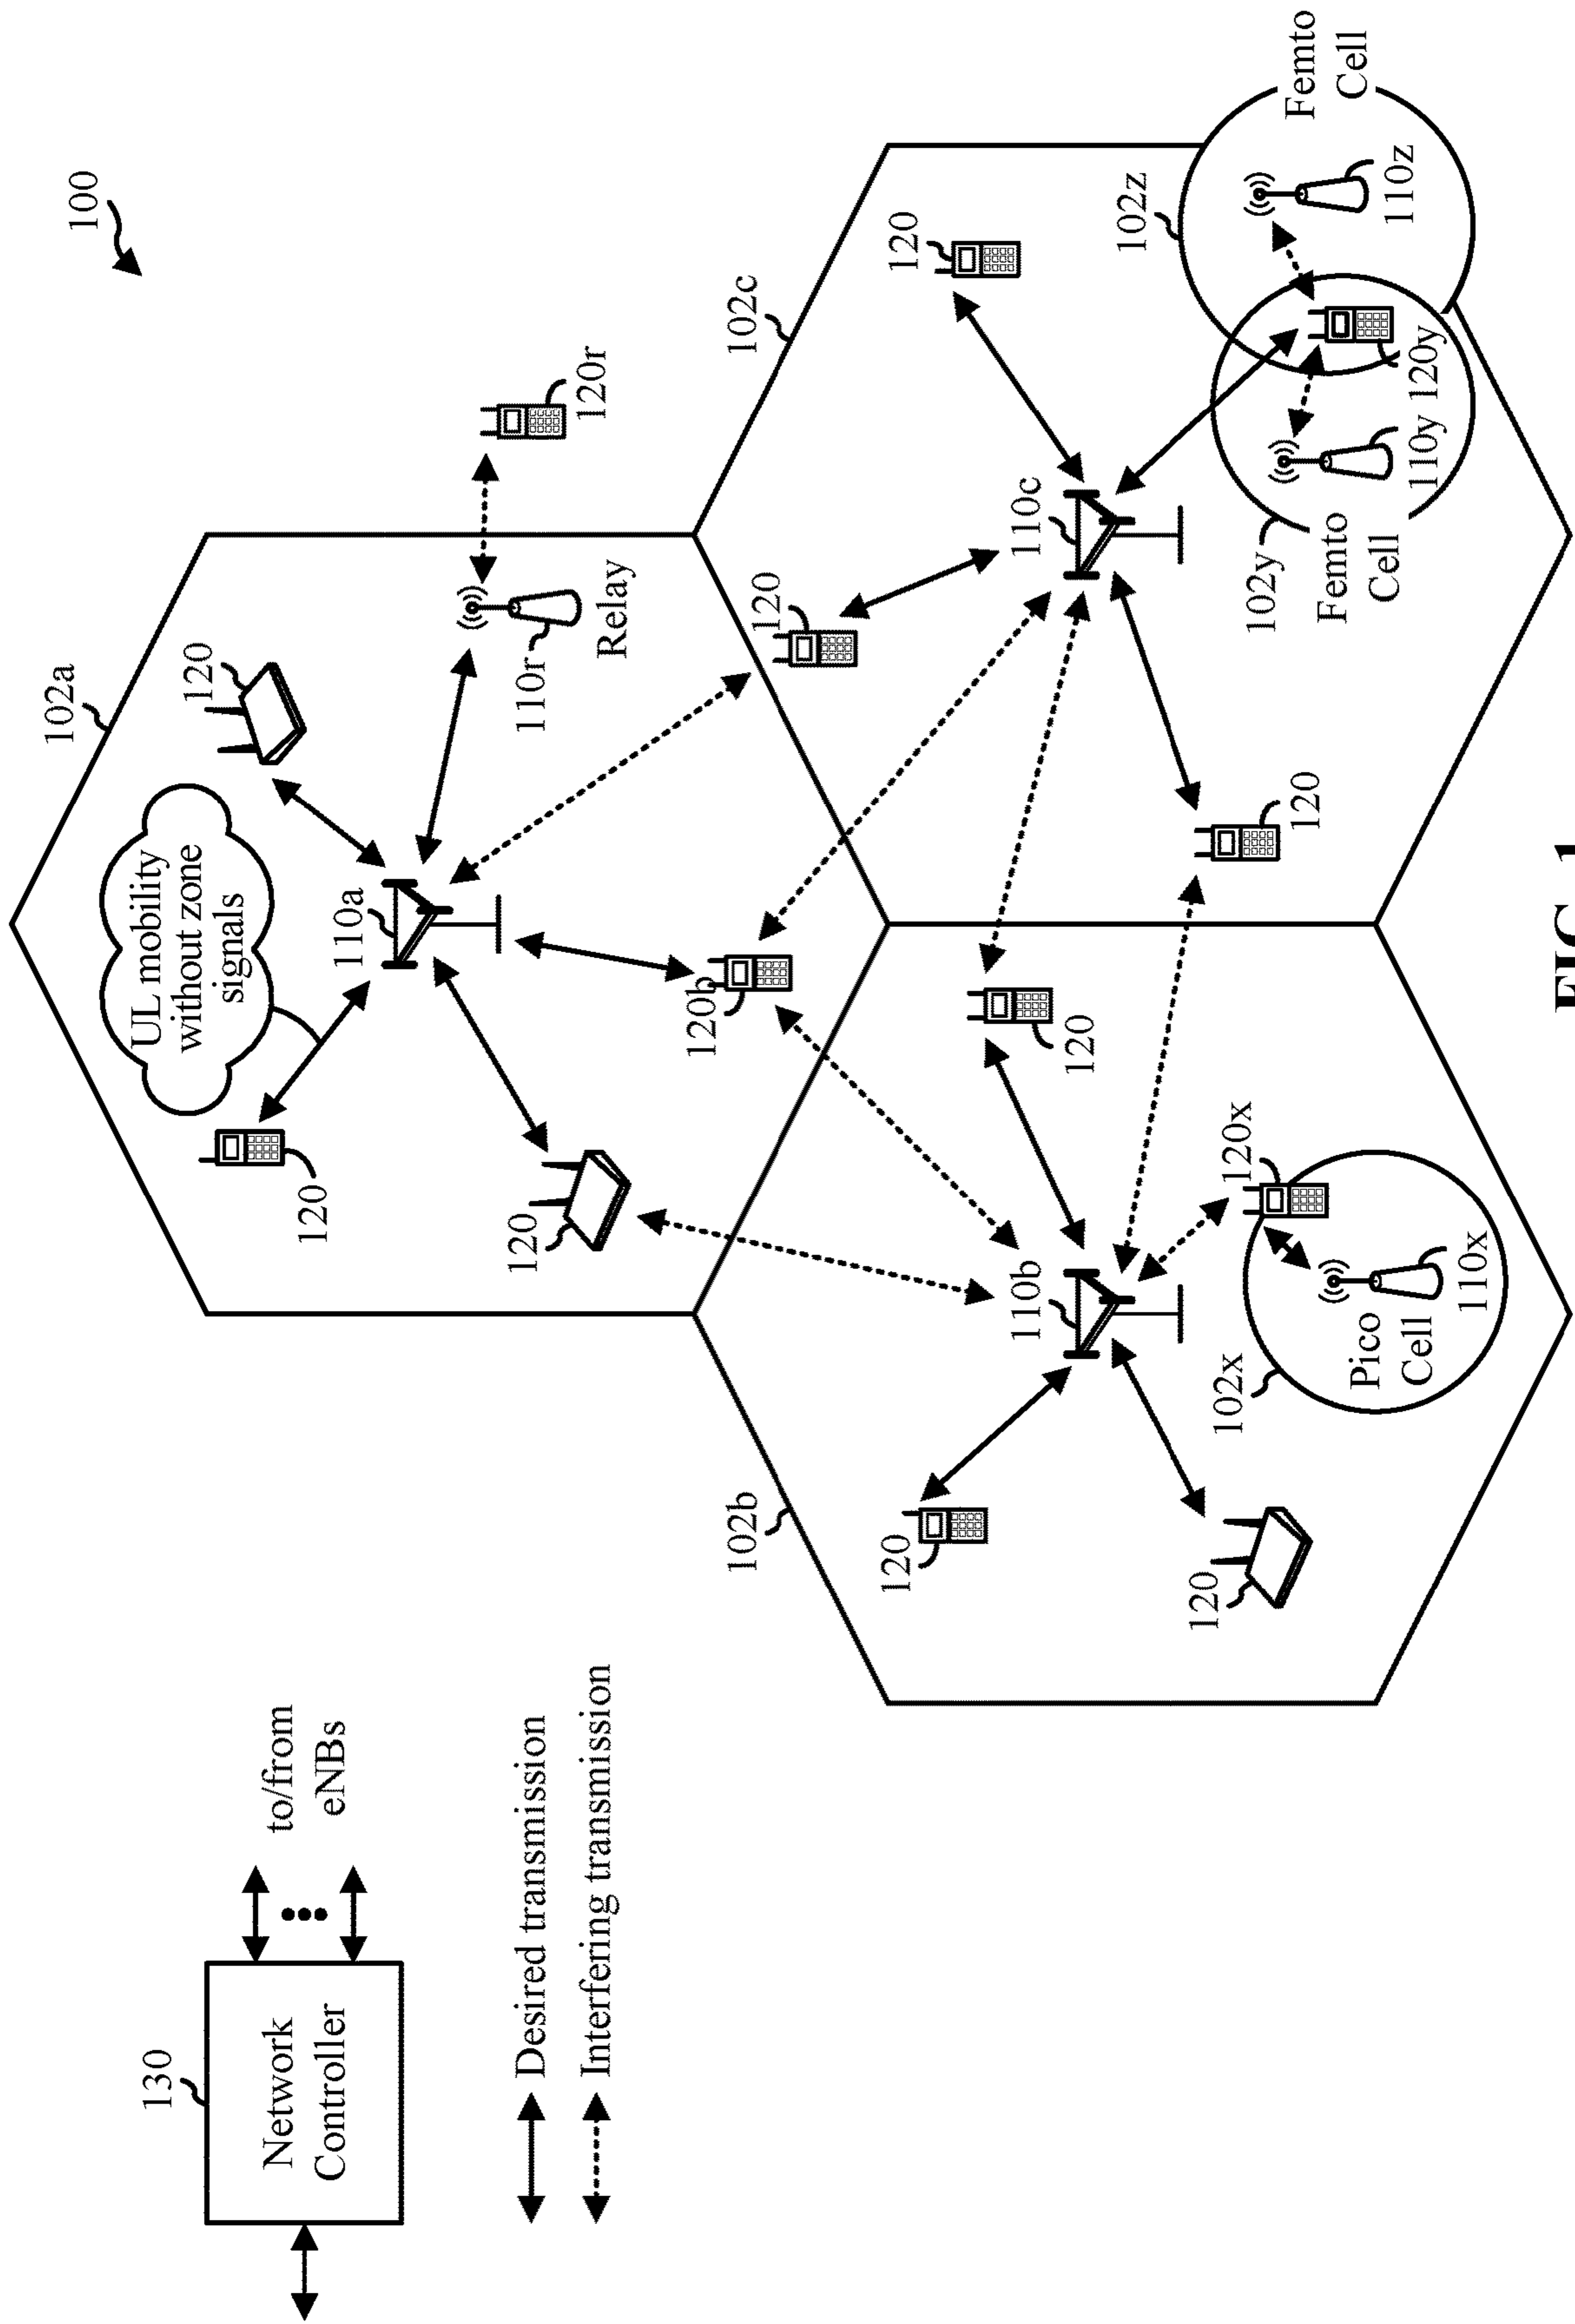 100
130
Network
Controller
to/from
eNBs
Desired transmission
Interfering transmission
102a
UL mobility
without zone
signals
120
120
110a
120
120b
110r
Relay
120r
102b
120
110b
120
120
102x
Pico
Cell
110x
120x
102c
120
120
110c
120
102y
Femto
Cell
110y
120y
102z
110z
Femto
Cell
FIG. 1